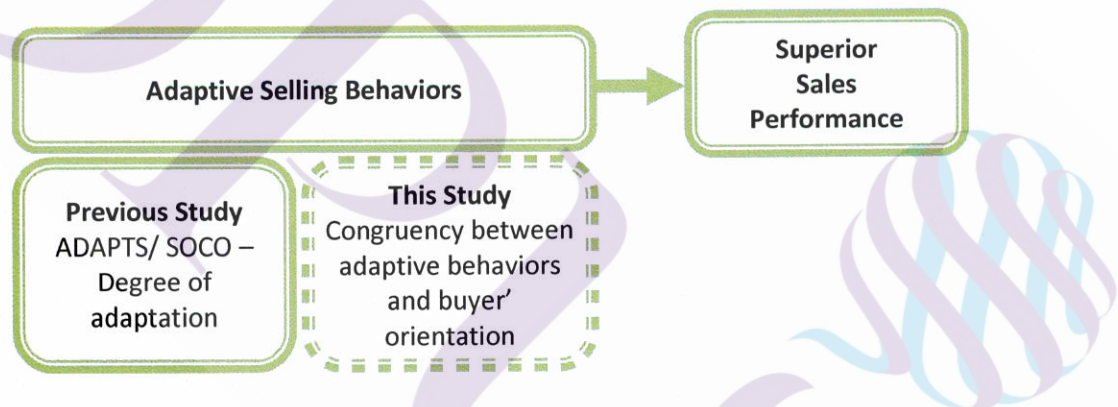 Adaptive Selling Behaviors
Superior
Sales
Performance
Previous Study
ADAPTS/ SOCO –
Degree of
adaptation
This Study
Congruency between
adaptive behaviors
and buyer’
orientation